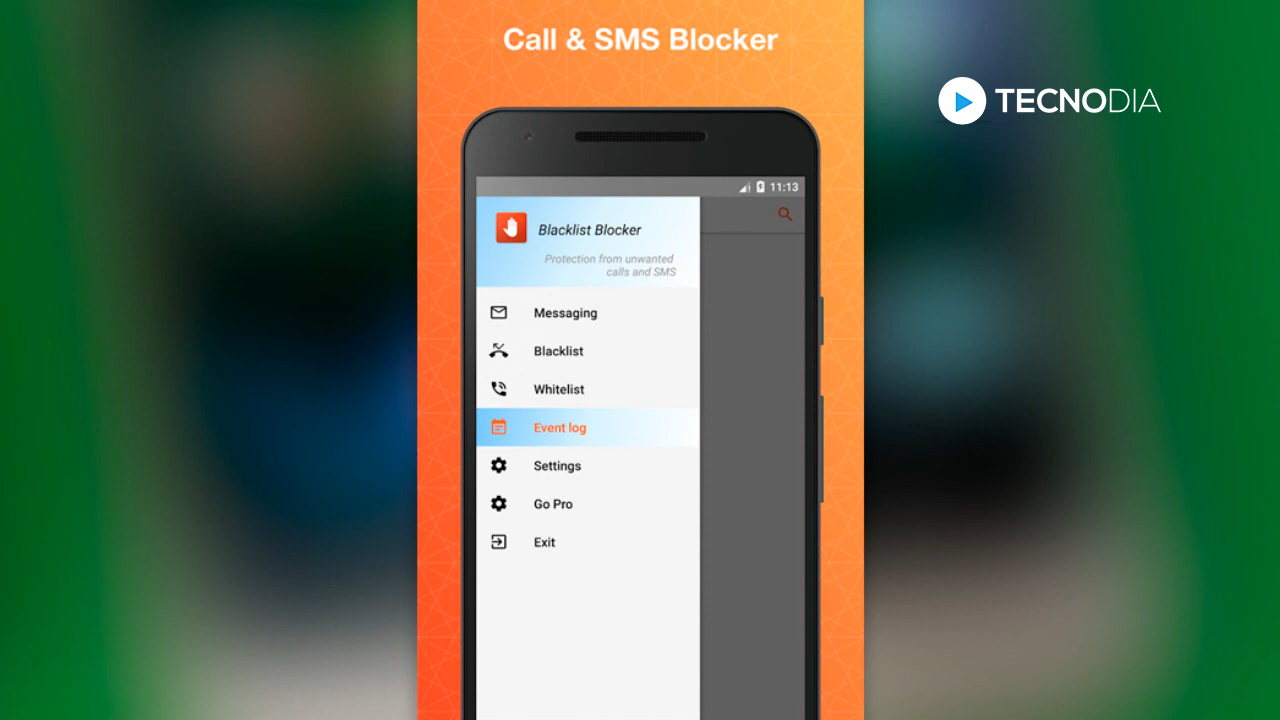 Call & SMS Blocker
TECNODIA
11:13
Blacklist Blocker
Protection from unwanted
calls and SMS
Messaging
Blacklist
Whitelist
Event log
Settings
Go Pro
Exit